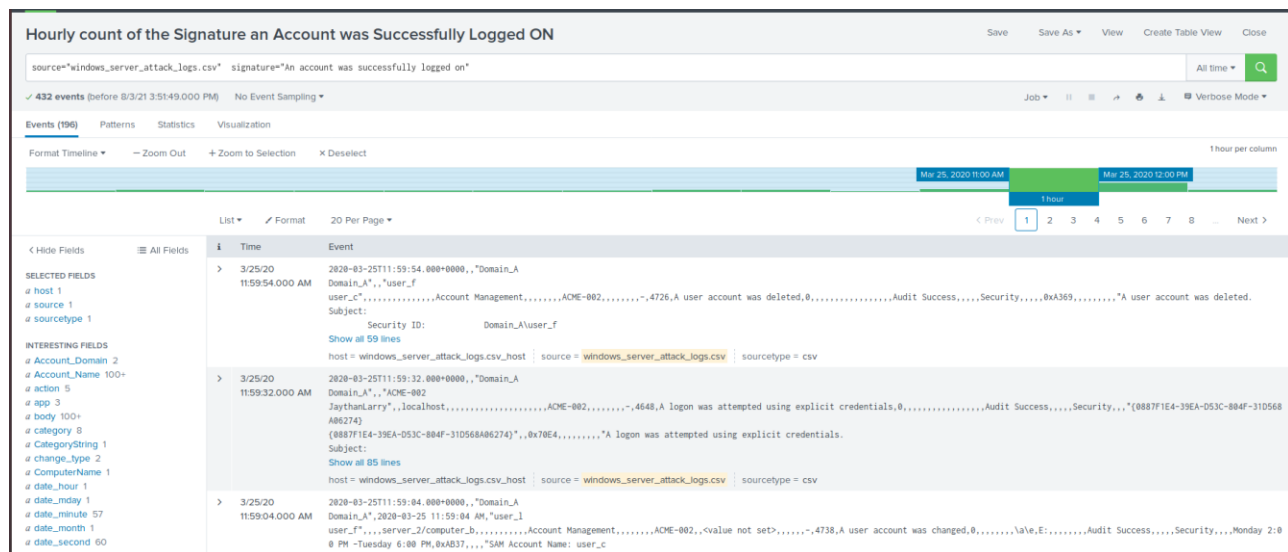 Hourly count of the Signature an Account was Successfully Logged ON
Save Save As View Create Table View Close
source="windows_server_attack_logs.csv" signature="An account was successfully logged on"
All time
432 events (before 8/3/21 3:51:49.000 PM) No Event Sampling
Job Verbose Mode
Events (196) Patterns Statistics Visualization
Format Timeline − Zoom Out + Zoom to Selection × Deselect
1 hour per column
Mar 25, 2020 11:00 AM
Mar 25, 2020 12:00 PM
1 hour
List Format 20 Per Page
< Prev 1 2 3 4 5 6 7 8 ... Next >
< Hide Fields All Fields
SELECTED FIELDS
a host 1
a source 1
a sourcetype 1
INTERESTING FIELDS
a Account_Domain 2
a Account_Name 100+
a action 5
a app 3
a body 100+
a category 8
a CategoryString 1
a change_type 2
a ComputerName 1
a date_hour 1
a date_mday 1
a date_minute 57
a date_month 1
a date_second 60
i Time Event
> 3/25/20
11:59:54.000 AM
2020-03-25T11:59:54.000+0000,,"Domain_A
Domain_A",,"user_f
user_c",,,,,,,,,,,,,,,Account Management,,,,,,,,ACME-002,,,,,,,-,4726,A user account was deleted,0,,,,,,,,,,,,,,,,,Audit Success,,,,,Security,,,,,0xA369,,,,,,,,"A user account was deleted.
Subject:
Security ID: Domain_A\user_f
Show all 59 lines
host = windows_server_attack_logs.csv_host source = windows_server_attack_logs.csv sourcetype = csv
> 3/25/20
11:59:32.000 AM
2020-03-25T11:59:32.000+0000,,"Domain_A
Domain_A",,"ACME-002
JaythanLarry",,localhost,,,,,,,,,,,,,,,,,,,,,ACME-002,,,,,,,-,4648,A logon was attempted using explicit credentials,0,,,,,,,,,,,,,,,,,Audit Success,,,,,Security,,,"{0887F1E4-39EA-D53C-804F-31D568
A06274}
{0887F1E4-39EA-D53C-804F-31D568A06274}",,0x70E4,,,,,,,,,"A logon was attempted using explicit credentials.
Subject:
Show all 85 lines
host = windows_server_attack_logs.csv_host source = windows_server_attack_logs.csv sourcetype = csv
> 3/25/20
11:59:04.000 AM
2020-03-25T11:59:04.000+0000,,"Domain_A
Domain_A",2020-03-25 11:59:04 AM,"user_l
user_f",,,,server_2/computer_b,,,,,,,,,,Account Management,,,,,,,,ACME-002,,<value not set>,,,,,,-,4738,A user account was changed,0,,,,,,,,\a\e,E:,,,,,,,,Audit Success,,,,,Security,,,,Monday 2:0
0 PM -Tuesday 6:00 PM,0xAB37,,,,"SAM Account Name: user_c